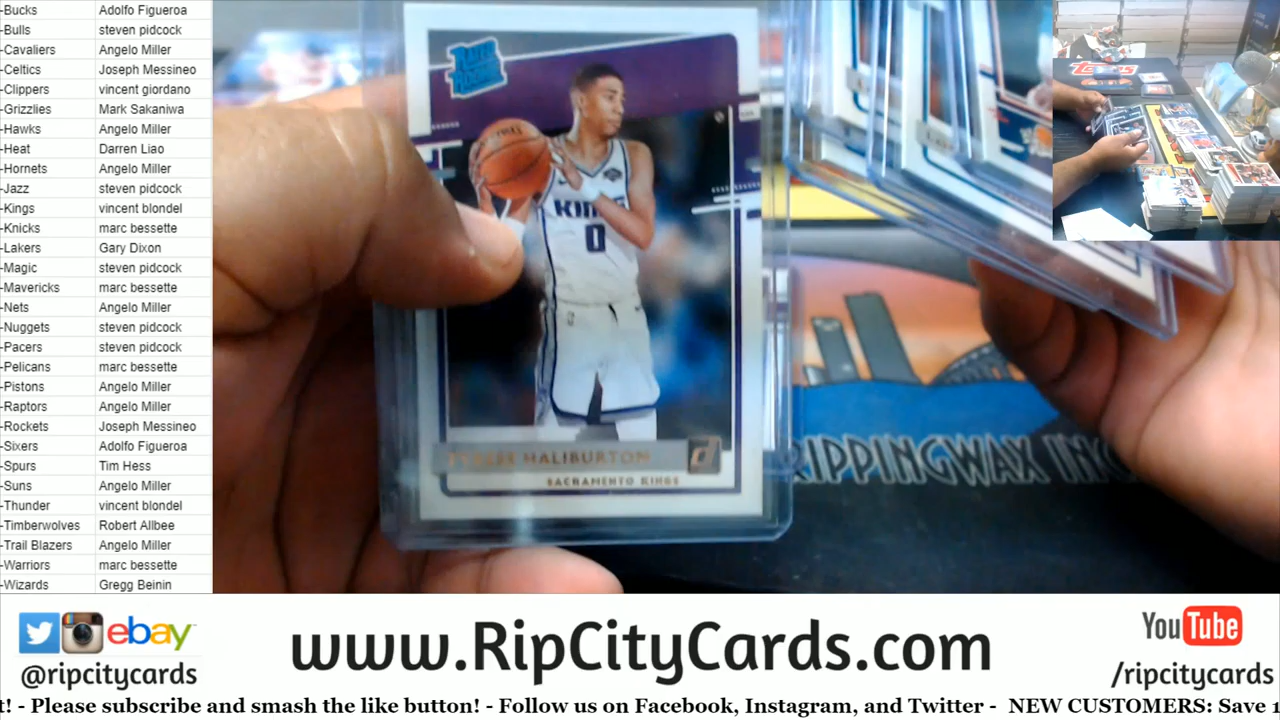 -Bucks Adolfo Figueroa
-Bulls steven pidcock
-Cavaliers Angelo Miller
-Celtics Joseph Messineo
-Clippers vincent giordano
-Grizzlies Mark Sakaniwa
-Hawks Angelo Miller
-Heat Darren Liao
-Hornets Angelo Miller
-Jazz steven pidcock
-Kings vincent blondel
-Knicks marc bessette
-Lakers Gary Dixon
-Magic steven pidcock
-Mavericks marc bessette
-Nets Angelo Miller
-Nuggets steven pidcock
-Pacers steven pidcock
-Pelicans marc bessette
-Pistons Angelo Miller
-Raptors Angelo Miller
-Rockets Joseph Messineo
-Sixers Adolfo Figueroa
-Spurs Tim Hess
-Suns Angelo Miller
-Thunder vincent blondel
-Timberwolves Robert Allbee
-Trail Blazers Angelo Miller
-Warriors marc bessette
-Wizards Gregg Beinin
RATED
ROOKIE
KINGS
0
HALIBURTON
SACRAMENTO KINGS
RIPPINGWAX INC
Topps
ebay
@ripcitycards
www.RipCityCards.com
YouTube
/ripcitycards
t! - Please subscribe and smash the like button! - Follow us on Facebook, Instagram, and Twitter - NEW CUSTOMERS: Save 1